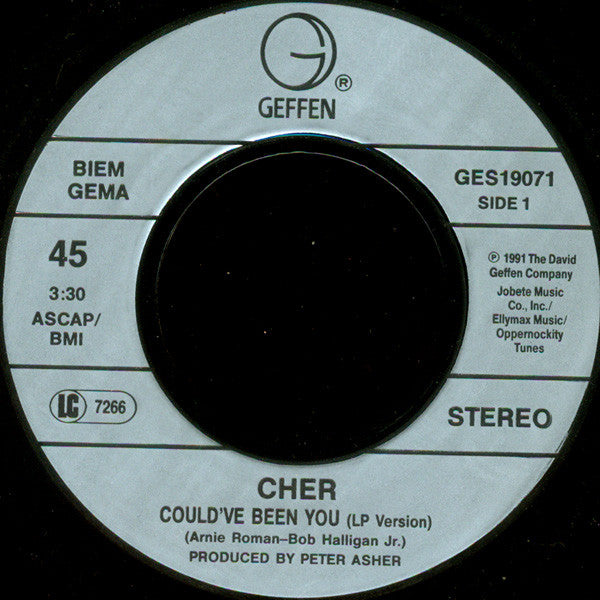 G ®
GEFFEN
BIEM
GEMA
GES19071
SIDE 1
45
3:30
ASCAP/
BMI
℗ 1991 The David
Geffen Company
Jobete Music
Co., Inc./
Ellymax Music/
Oppernockity
Tunes
LC 7266
STEREO
CHER
COULD'VE BEEN YOU (LP Version)
(Arnie Roman–Bob Halligan Jr.)
PRODUCED BY PETER ASHER